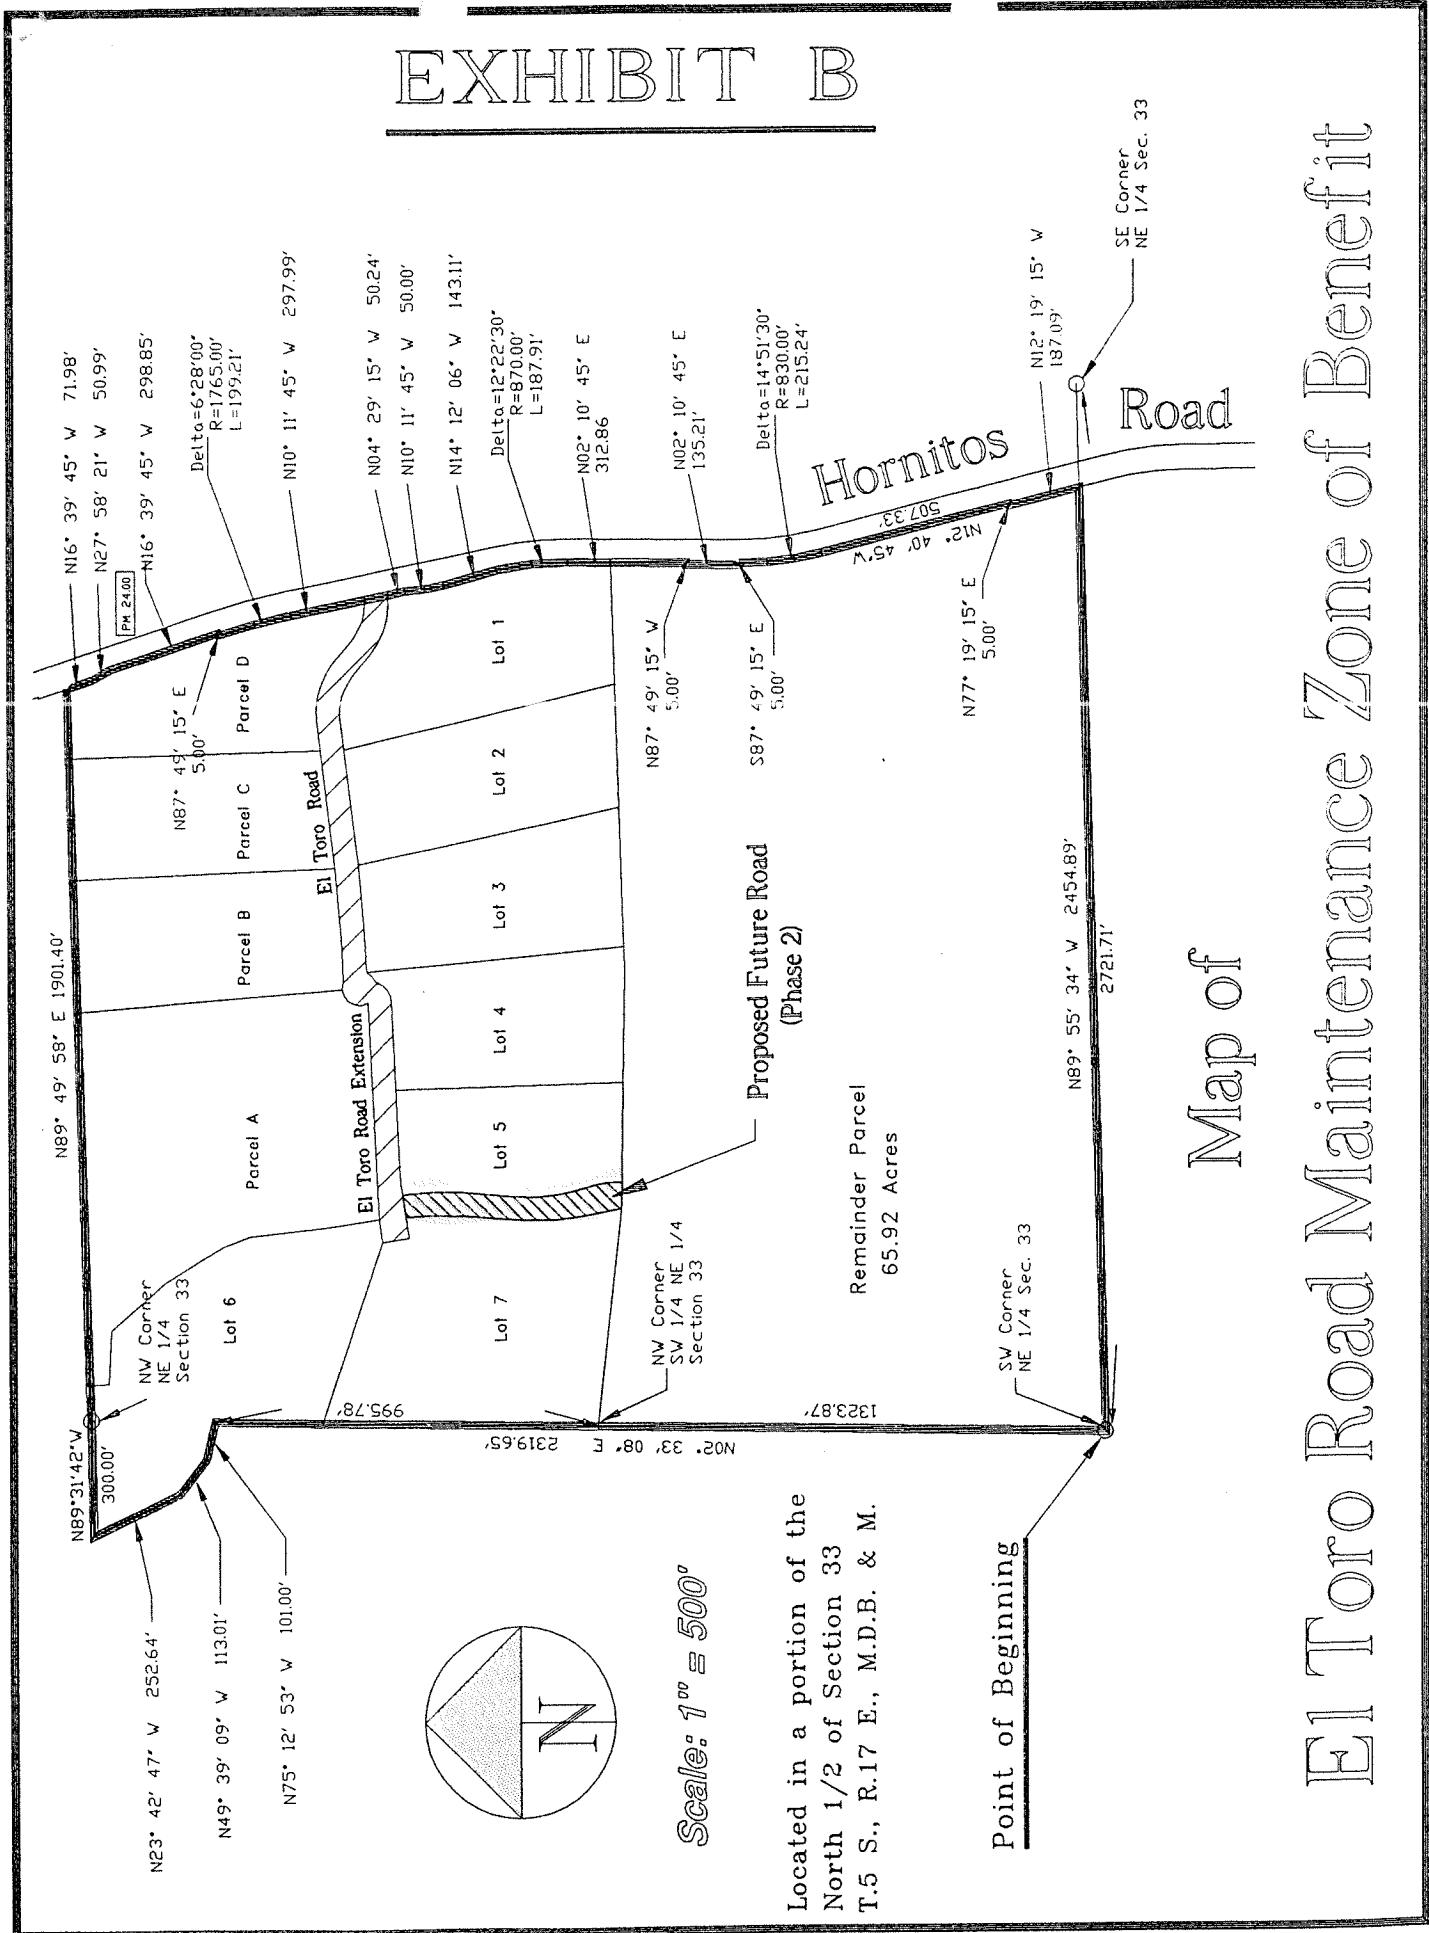 EXHIBIT B
N16° 39' 45" W 71.98'
N27° 58' 21" W 50.99'
PM 24.00
N16° 39' 45" W 298.85'
Delta=6°28'00"
R=1765.00'
L=199.21'
N10° 11' 45" W 297.99'
N04° 29' 15" W 50.24'
N10° 11' 45" W 50.00'
N14° 12' 06" W 143.11'
Delta=12°22'30"
R=870.00'
L=187.91'
N02° 10' 45" E
312.86
N02° 10' 45" E
135.21'
Delta=14°51'30"
R=830.00'
L=215.24'
N12° 19' 15" W
187.09'
SE Corner
NE 1/4 Sec. 33
Hornitos Road
N12° 40' 45"W
507.33'
N87° 49' 15" E
5.00'
N87° 49' 15" W
5.00'
S87° 49' 15" E
5.00'
N77° 19' 15" E
5.00'
N89° 49' 58" E 1901.40'
Parcel A
Parcel B
Parcel C
Parcel D
El Toro Road
El Toro Road Extension
Lot 1
Lot 2
Lot 3
Lot 4
Lot 5
Lot 6
Lot 7
Proposed Future Road
(Phase 2)
Remainder Parcel
65.92 Acres
N89° 55' 34" W 2454.89'
2721.71'
NW Corner
NE 1/4
Section 33
NW Corner
SW 1/4 NE 1/4
Section 33
SW Corner
NE 1/4 Sec. 33
N89°31'42"W
300.00'
995.78'
1323.87'
N02° 33' 08" E 2319.65'
N23° 42' 47" W 252.64'
N49° 39' 09" W 113.01'
N75° 12' 53" W 101.00'
N
Scale: 1" = 500'
Located in a portion of the
North 1/2 of Section 33
T.5 S., R.17 E., M.D.B. & M.
Point of Beginning
Map of
El Toro Road Maintenance Zone of Benefit